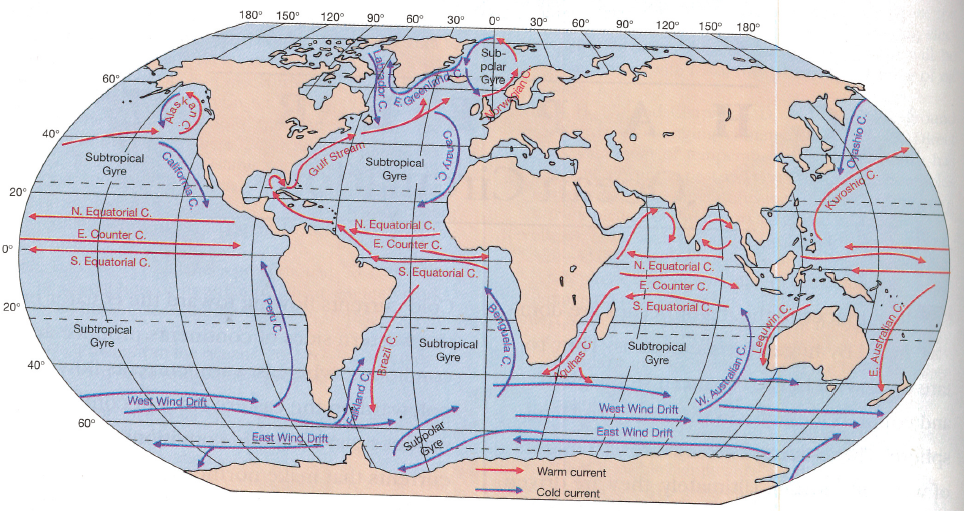 180° 150° 120° 90° 60° 30° 0° 30° 60° 90° 120° 150° 180°
60°
40°
20°
0°
20°
40°
60°
Sub-
polar
Gyre
Labrador C.
E. Greenland C.
Norwegian C.
Alaskan C.
Subtropical
Gyre
California C.
Gulf Stream
Subtropical
Gyre
Canary C.
Oyashio C.
Kuroshio C.
N. Equatorial C.
E. Counter C.
S. Equatorial C.
N. Equatorial C.
E. Counter C.
S. Equatorial C.
N. Equatorial C.
E. Counter C.
S. Equatorial C.
Peru C.
Subtropical
Gyre
Brazil C.
Subtropical
Gyre
Benguela C.
Agulhas C.
Subtropical
Gyre
Leeuwin C.
W. Australian C.
E. Australian C.
Falkland C.
West Wind Drift
East Wind Drift
Subpolar
Gyre
West Wind Drift
East Wind Drift
Warm current
Cold current